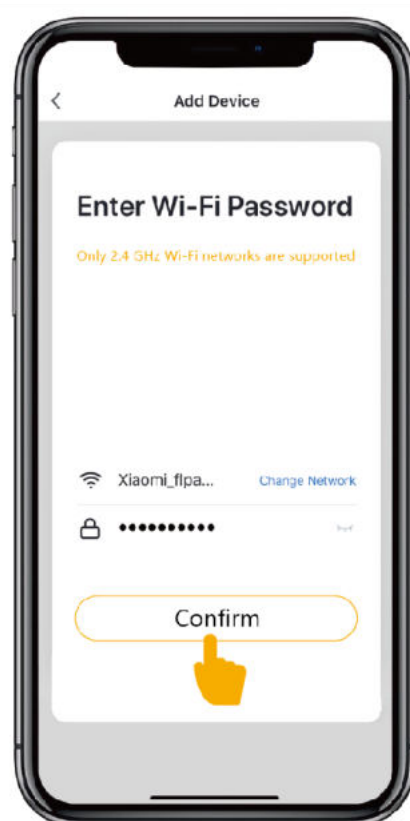 Add Device
Enter Wi-Fi Password
Only 2.4 GHz Wi-Fi networks are supported
Xiaomi_flpa... Change Network
••••••••••
Confirm